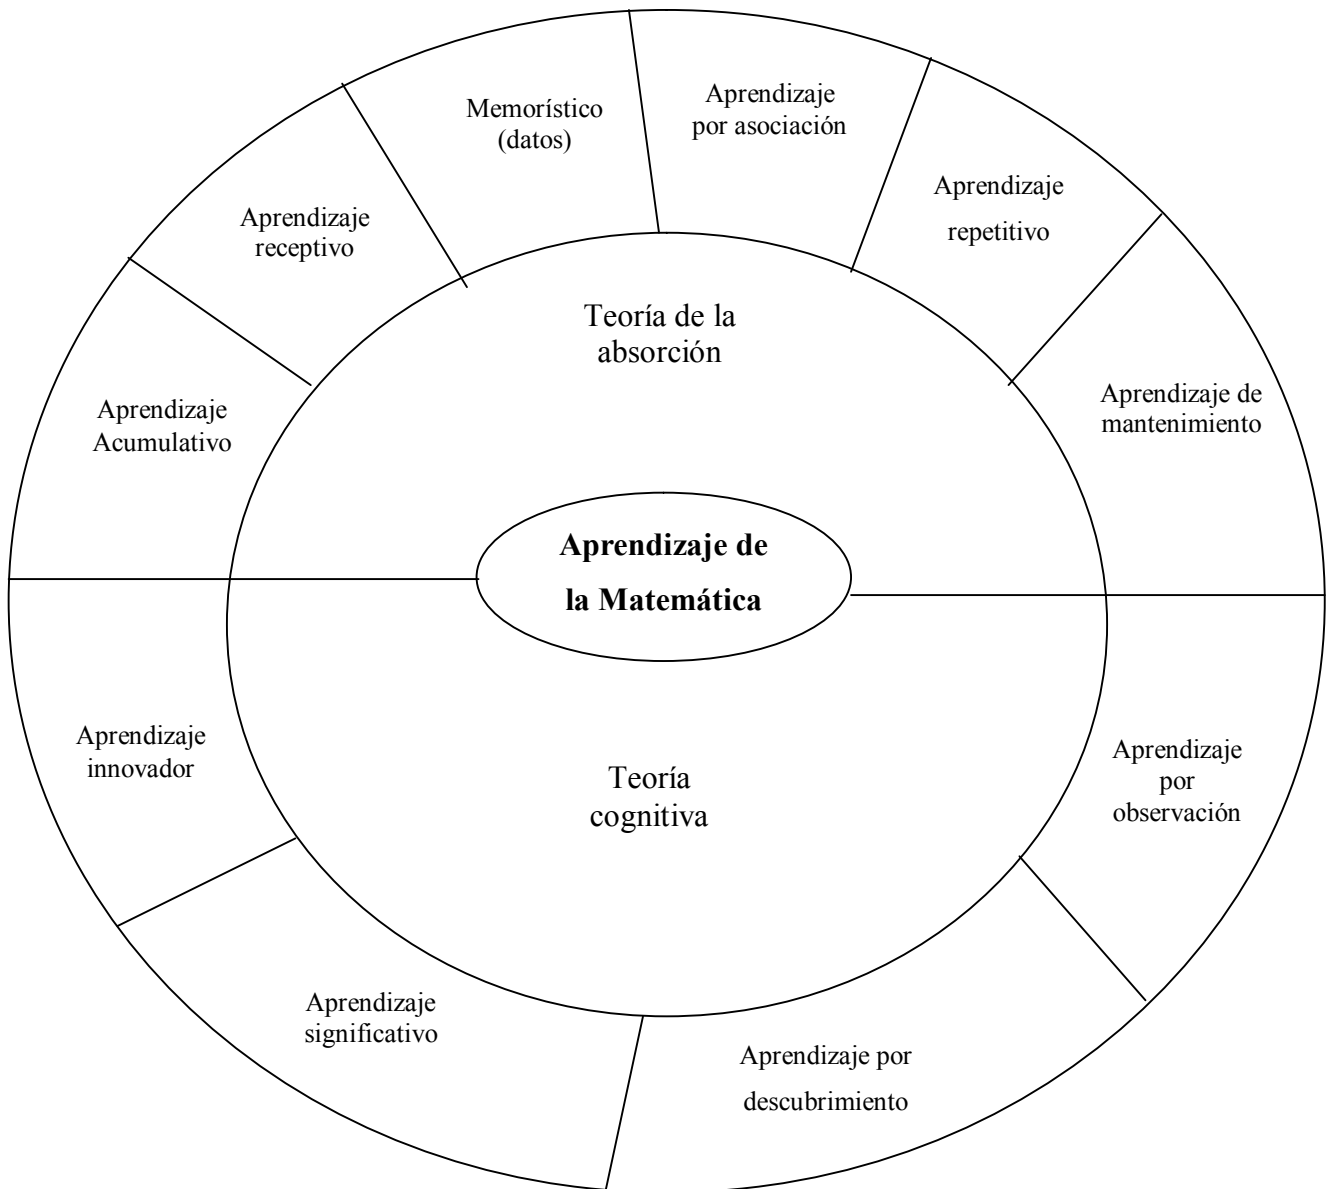 Memorístico
(datos)
Aprendizaje
por asociación
Aprendizaje
repetitivo
Aprendizaje
receptivo
Aprendizaje de
mantenimiento
Aprendizaje
Acumulativo
Teoría de la
absorción
Aprendizaje de
la Matemática
Teoría
cognitiva
Aprendizaje
innovador
Aprendizaje
por
observación
Aprendizaje
significativo
Aprendizaje por
descubrimiento